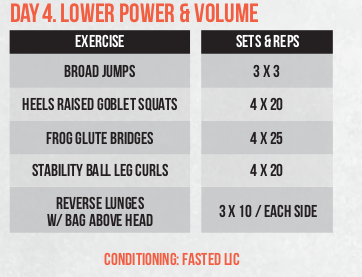 DAY 4. LOWER POWER & VOLUME
EXERCISE SETS & REPS
BROAD JUMPS 3 X 3
HEELS RAISED GOBLET SQUATS 4 X 20
FROG GLUTE BRIDGES 4 X 25
STABILITY BALL LEG CURLS 4 X 20
REVERSE LUNGES
W/ BAG ABOVE HEAD 3 X 10 / EACH SIDE
CONDITIONING: FASTED LIC